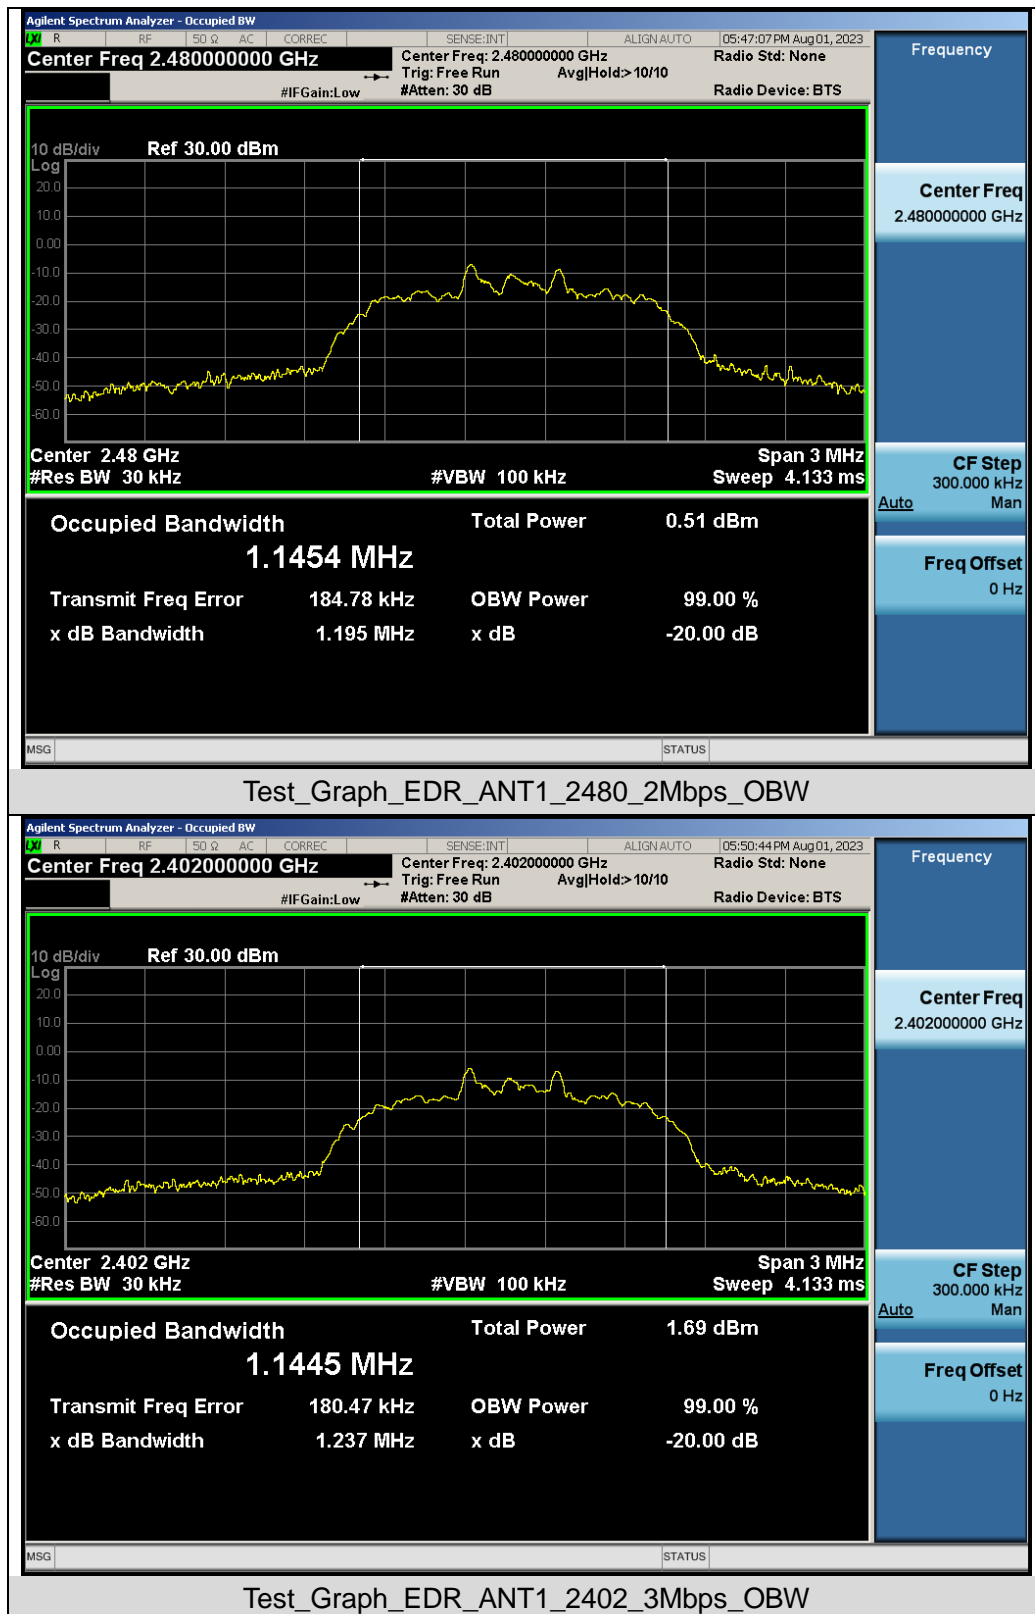 Agilent Spectrum Analyzer - Occupied BW
LXI R RF 50 Ω AC CORREC SENSE:INT ALIGN AUTO 05:47:07 PM Aug 01, 2023
Center Freq 2.480000000 GHz
Center Freq: 2.480000000 GHz
Radio Std: None
Trig: Free Run Avg|Hold:> 10/10
#IFGain:Low
#Atten: 30 dB
Radio Device: BTS
Frequency
10 dB/div Ref 30.00 dBm
Log
20.0
10.0
0.00
-10.0
-20.0
-30.0
-40.0
-50.0
-60.0
Center Freq
2.480000000 GHz
Center 2.48 GHz Span 3 MHz
#Res BW 30 kHz #VBW 100 kHz Sweep 4.133 ms
CF Step
300.000 kHz
Auto Man
Freq Offset
0 Hz
Occupied Bandwidth Total Power 0.51 dBm
1.1454 MHz
Transmit Freq Error 184.78 kHz OBW Power 99.00 %
x dB Bandwidth 1.195 MHz x dB -20.00 dB
MSG STATUS
Test_Graph_EDR_ANT1_2480_2Mbps_OBW
Agilent Spectrum Analyzer - Occupied BW
LXI R RF 50 Ω AC CORREC SENSE:INT ALIGN AUTO 05:50:44 PM Aug 01, 2023
Center Freq 2.402000000 GHz
Center Freq: 2.402000000 GHz
Radio Std: None
Trig: Free Run Avg|Hold:> 10/10
#IFGain:Low
#Atten: 30 dB
Radio Device: BTS
Frequency
10 dB/div Ref 30.00 dBm
Log
20.0
10.0
0.00
-10.0
-20.0
-30.0
-40.0
-50.0
-60.0
Center Freq
2.402000000 GHz
Center 2.402 GHz Span 3 MHz
#Res BW 30 kHz #VBW 100 kHz Sweep 4.133 ms
CF Step
300.000 kHz
Auto Man
Freq Offset
0 Hz
Occupied Bandwidth Total Power 1.69 dBm
1.1445 MHz
Transmit Freq Error 180.47 kHz OBW Power 99.00 %
x dB Bandwidth 1.237 MHz x dB -20.00 dB
MSG STATUS
Test_Graph_EDR_ANT1_2402_3Mbps_OBW